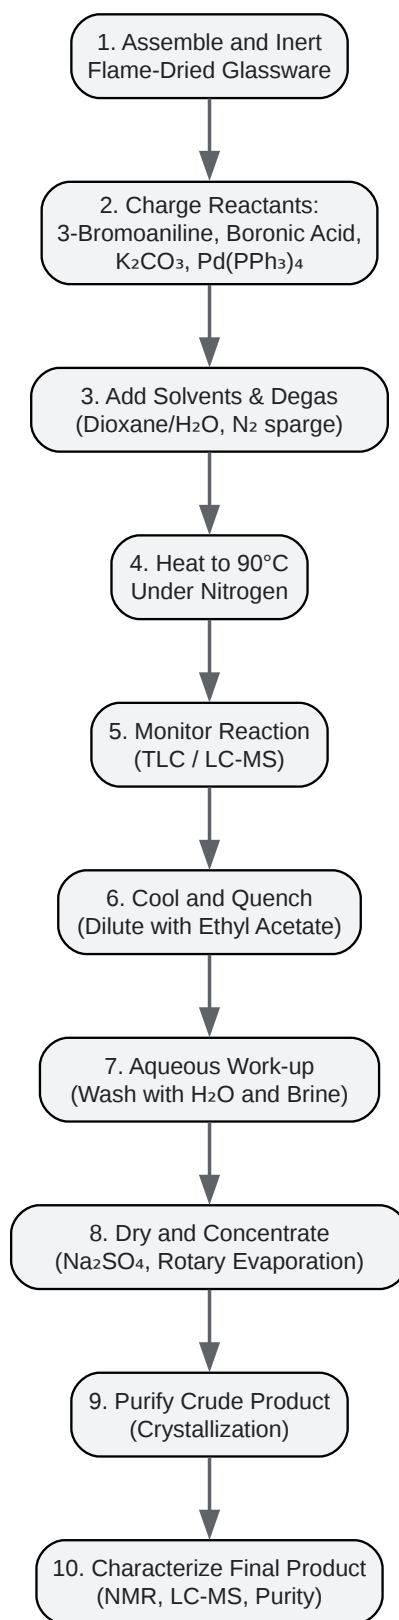 1. Assemble and Inert
Flame-Dried Glassware
2. Charge Reactants:
3-Bromoaniline, Boronic Acid,
K₂CO₃, Pd(PPh₃)₄
3. Add Solvents & Degas
(Dioxane/H₂O, N₂ sparge)
4. Heat to 90°C
Under Nitrogen
5. Monitor Reaction
(TLC / LC-MS)
6. Cool and Quench
(Dilute with Ethyl Acetate)
7. Aqueous Work-up
(Wash with H₂O and Brine)
8. Dry and Concentrate
(Na₂SO₄, Rotary Evaporation)
9. Purify Crude Product
(Crystallization)
10. Characterize Final Product
(NMR, LC-MS, Purity)